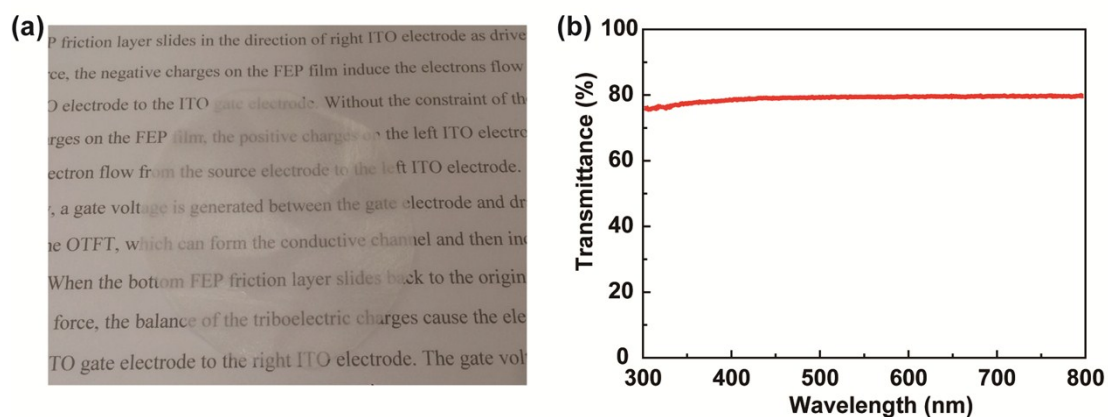 (a)
P friction layer slides in the direction of right ITO electrode as drive
rce, the negative charges on the FEP film induce the electrons flow
O electrode to the ITO gate electrode. Without the constraint of th
rges on the FEP film, the positive charges on the left ITO electro
ectron flow from the source electrode to the left ITO electrode.
, a gate voltage is generated between the gate electrode and dr
he OTFT, which can form the conductive channel and then ind
When the bottom FEP friction layer slides back to the origin
force, the balance of the triboelectric charges cause the ele
TO gate electrode to the right ITO electrode. The gate vol
(b)
Transmittance (%)
100
80
60
40
20
0
300 400 500 600 700 800
Wavelength (nm)